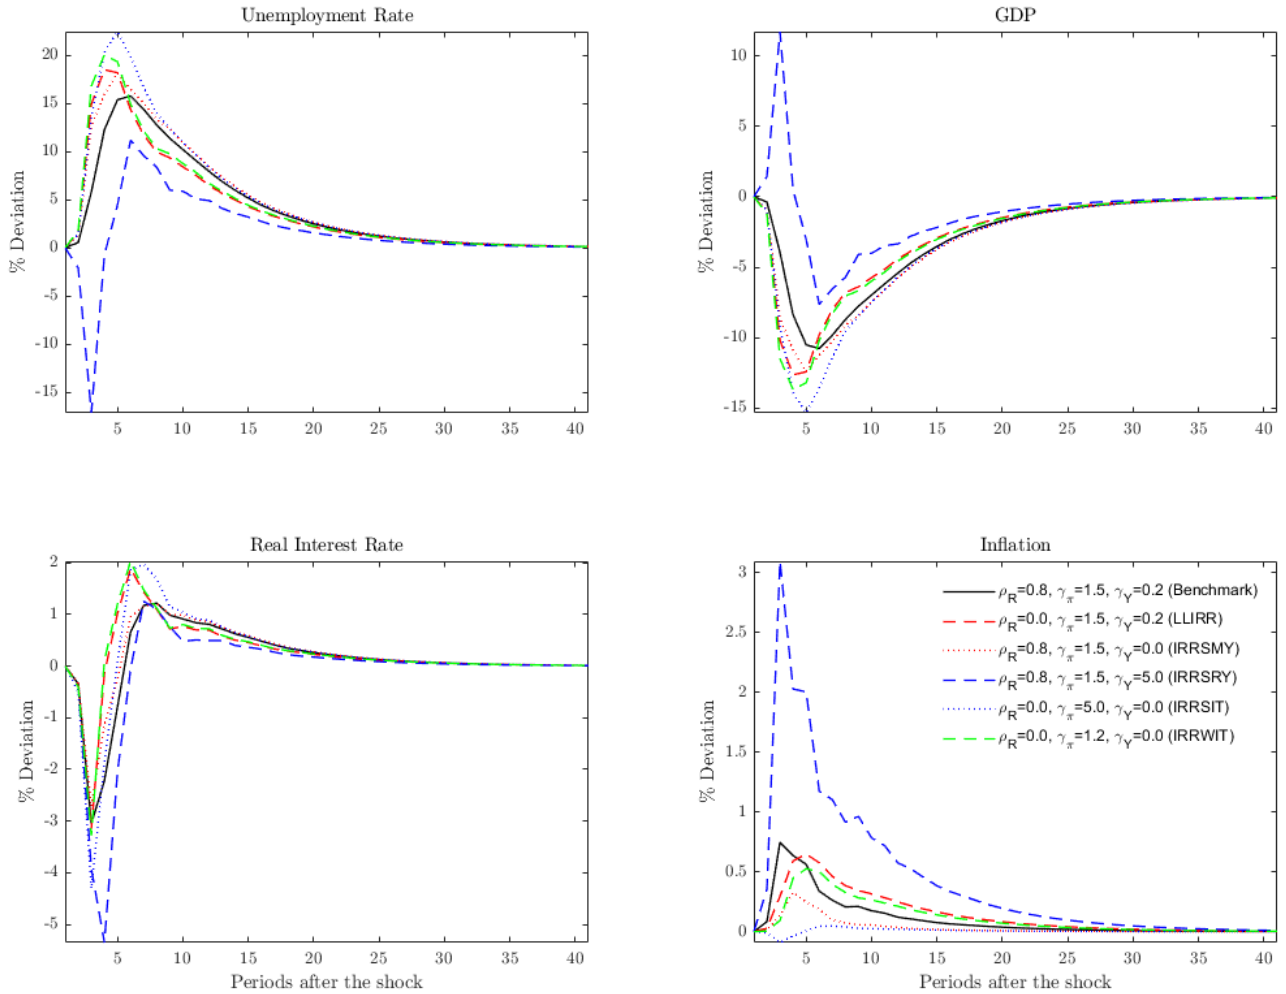 Unemployment Rate
20
15
10
5
0
-5
-10
-15
% Deviation
5 10 15 20 25 30 35 40
GDP
10
5
0
-5
-10
-15
% Deviation
5 10 15 20 25 30 35 40
Real Interest Rate
2
1
0
-1
-2
-3
-4
-5
% Deviation
5 10 15 20 25 30 35 40
Periods after the shock
Inflation
3
2.5
2
1.5
1
0.5
0
% Deviation
ρR=0.8, γπ=1.5, γY=0.2 (Benchmark)
ρR=0.0, γπ=1.5, γY=0.2 (LLIRR)
ρR=0.8, γπ=1.5, γY=0.0 (IRRSMY)
ρR=0.8, γπ=1.5, γY=5.0 (IRRSRY)
ρR=0.0, γπ=5.0, γY=0.0 (IRRSIT)
ρR=0.0, γπ=1.2, γY=0.0 (IRRWIT)
5 10 15 20 25 30 35 40
Periods after the shock